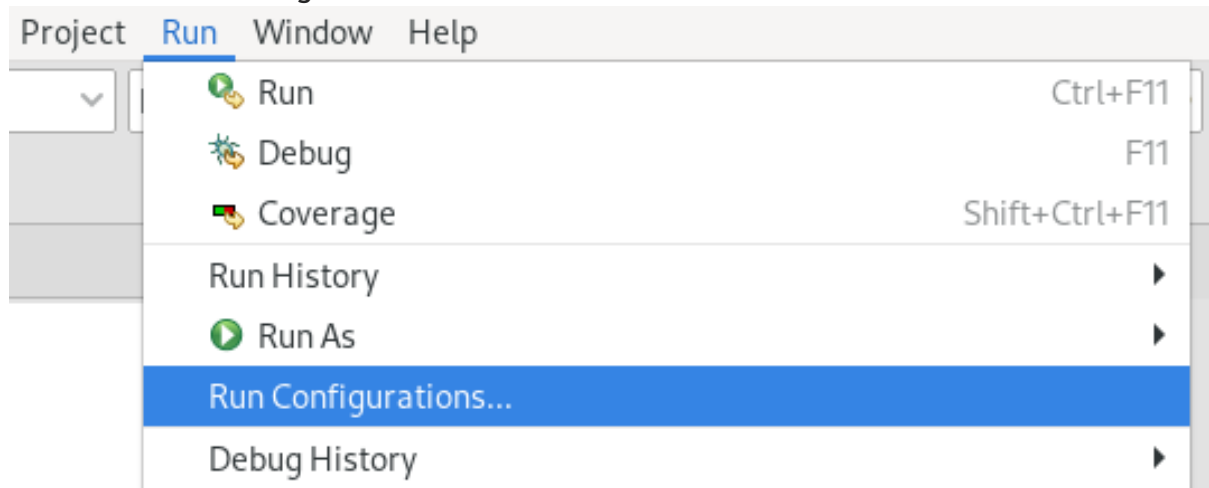 Project Run Window Help
Run Ctrl+F11
Debug F11
Coverage Shift+Ctrl+F11
Run History
Run As
Run Configurations...
Debug History